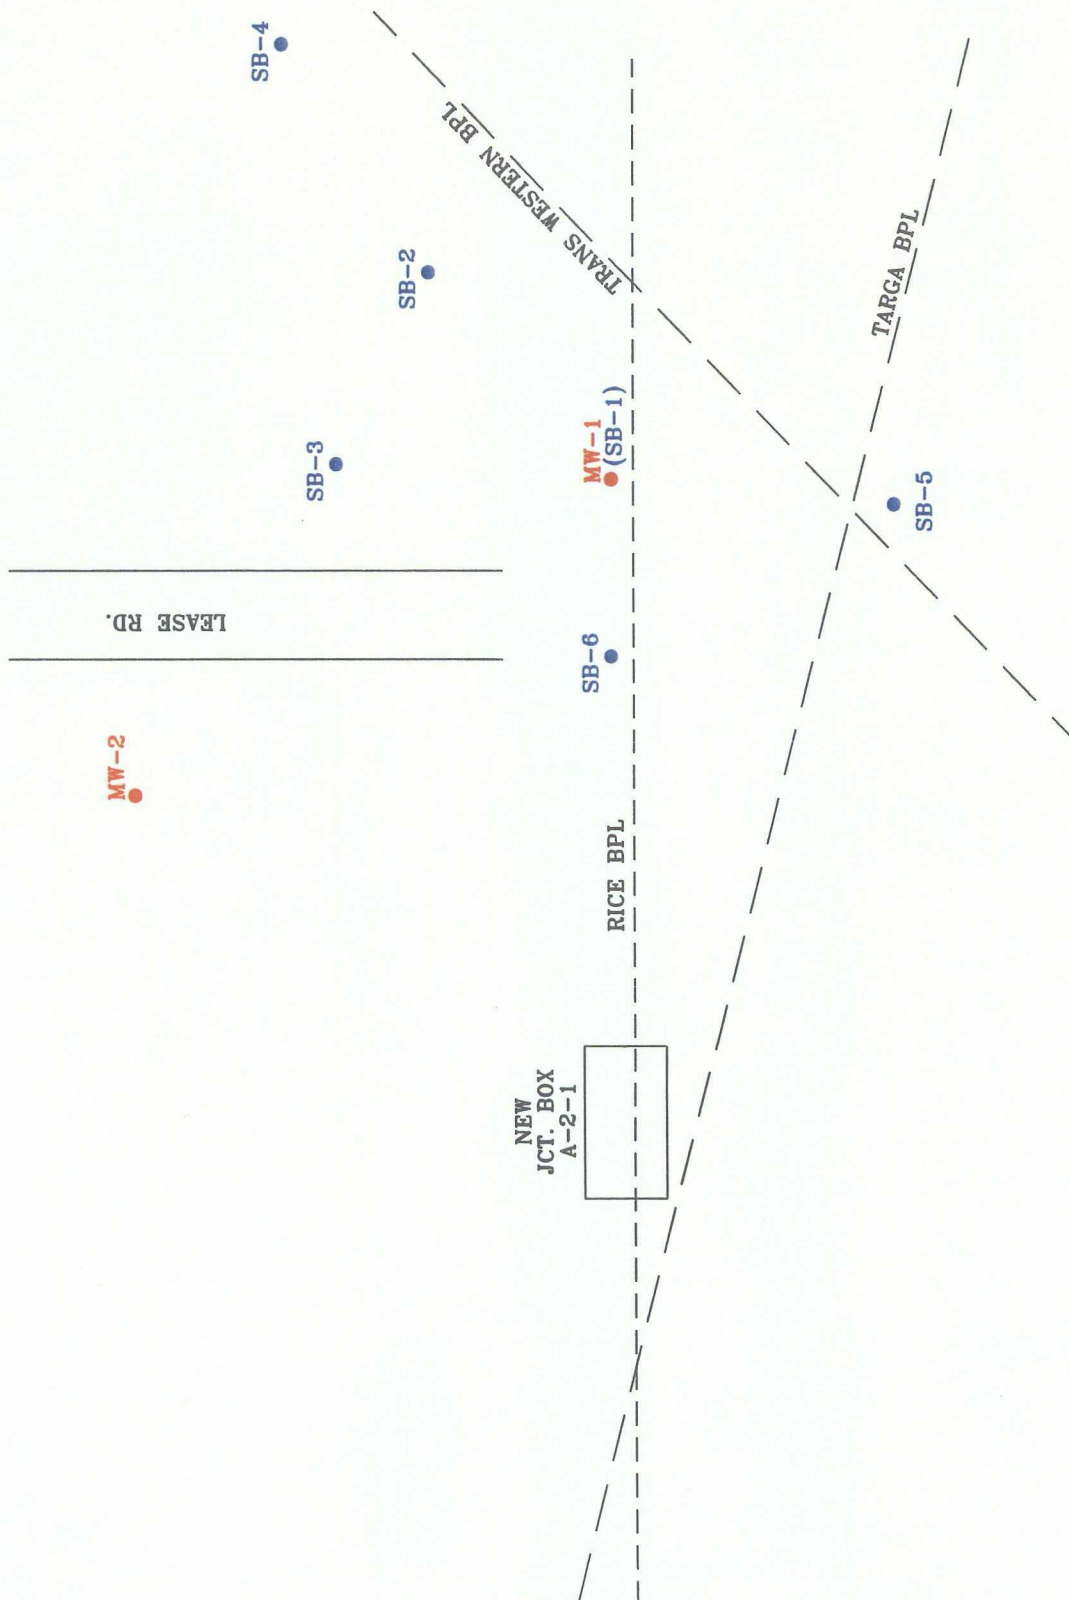 SB-4
TRANS WESTERN BPL
SB-2
TARGA BPL
MW-1
(SB-1)
SB-3
SB-5
LEASE RD.
SB-6
MW-2
RICE BPL
NEW
JCT. BOX
A-2-1